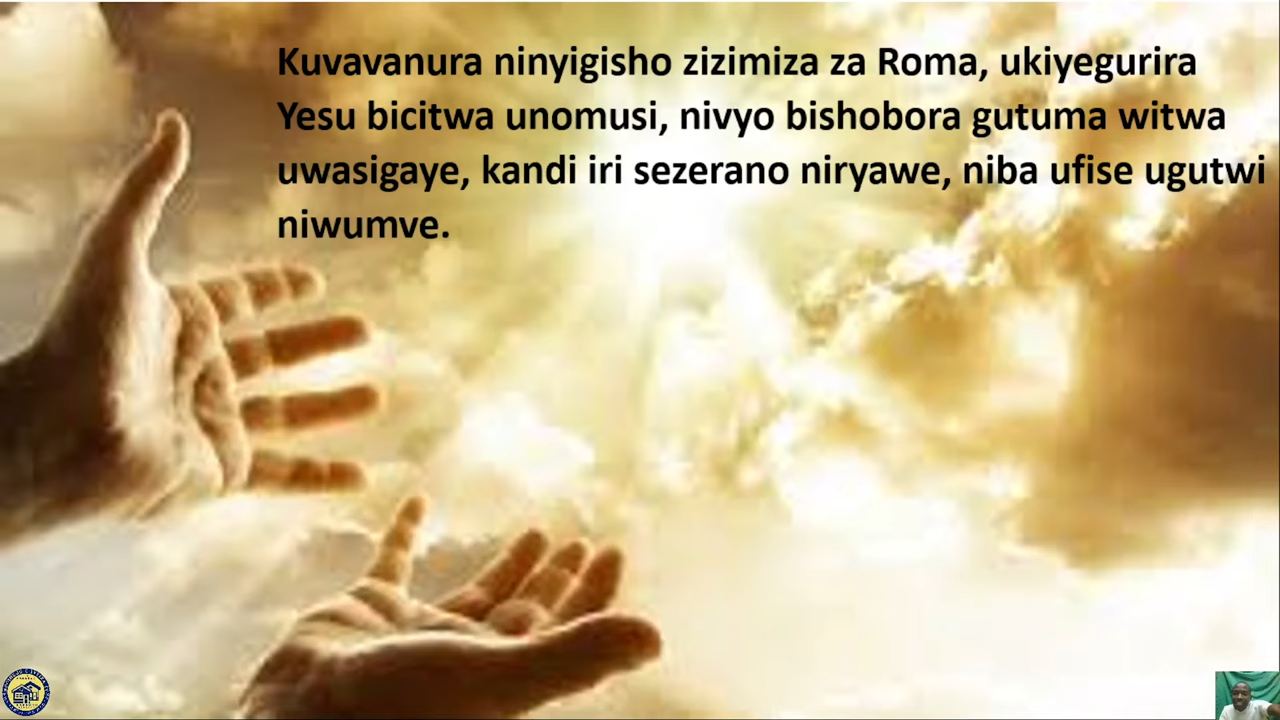 Kuvavanura ninyigisho zizimiza za Roma, ukiyegurira
Yesu bicitwa unomusi, nivyo bishobora gutuma witwa
uwasigaye, kandi iri sezerano niryawe, niba ufise ugutwi
niwumve.